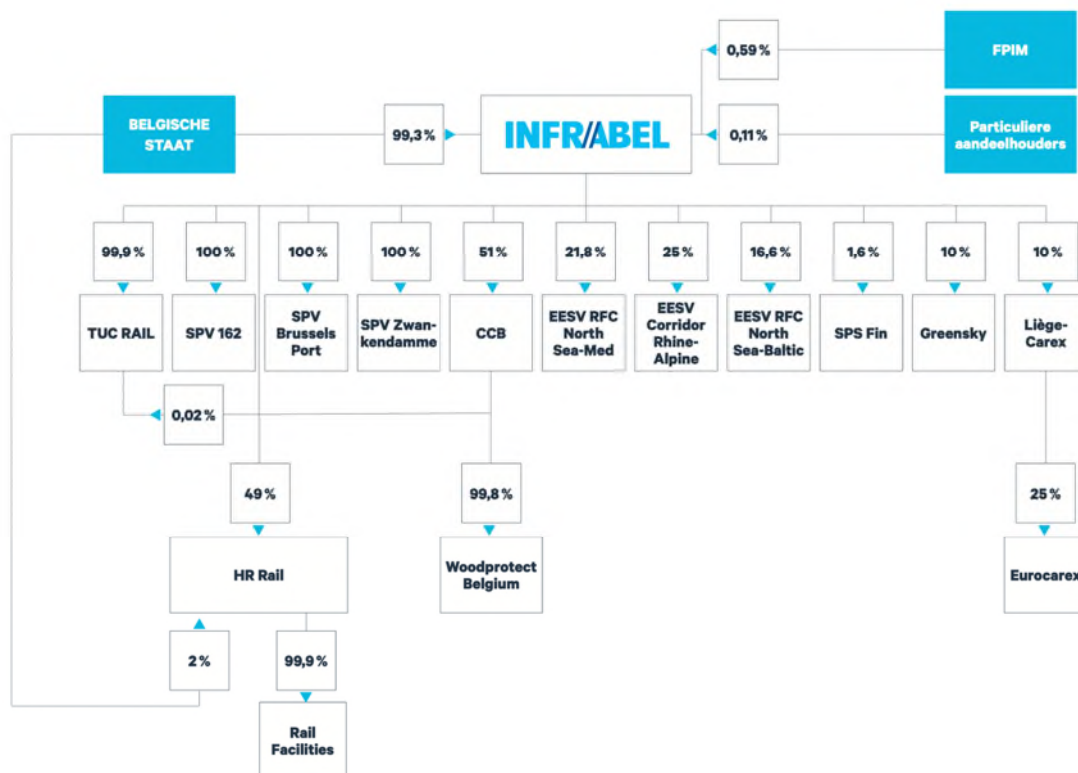 0,59 %
FPIM
BELGISCHE
STAAT
99,3 %
INFR//ABEL
0,11 %
Particuliere
aandeelhouders
99,9 %
100 %
100 %
100 %
51 %
21,8 %
25 %
16,6 %
1,6 %
10 %
10 %
TUC RAIL
SPV 162
SPV
Brussels
Port
SPV Zwan-
kendamme
CCB
EESV RFC
North
Sea-Med
EESV
Corridor
Rhine-
Alpine
EESV RFC
North
Sea-Baltic
SPS Fin
Greensky
Liège-
Carex
0,02 %
49 %
99,8 %
25 %
HR Rail
Woodprotect
Belgium
Eurocarex
2 %
99,9 %
Rail
Facilities